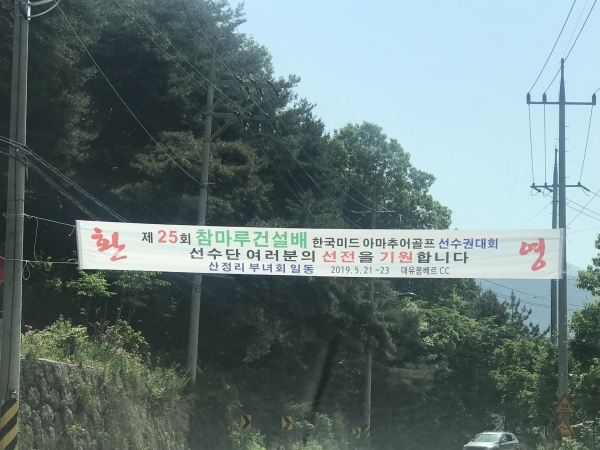 환 영
제 25회 참마루건설배 한국미드 아마추어골프 선수권대회
선수단 여러분의 선전을 기원합니다
산정리 부녀회 일동 2019. 5. 21 ~23 대유몽베르 CC